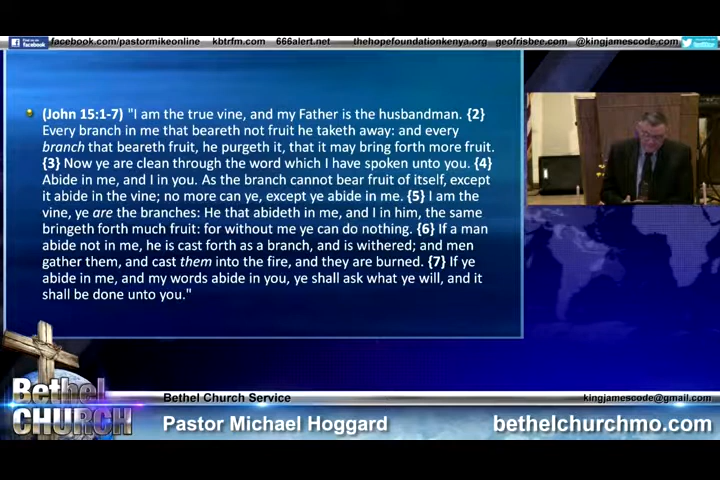 Find us on facebook
facebook.com/pastormikeonline kbtrfm.com 666alert.net thehopefoundationkenya.org geofrisbee.com @kingjamescode.com twitter
(John 15:1-7) "I am the true vine, and my Father is the husbandman. {2}
Every branch in me that beareth not fruit he taketh away: and every
branch that beareth fruit, he purgeth it, that it may bring forth more fruit.
{3} Now ye are clean through the word which I have spoken unto you. {4}
Abide in me, and I in you. As the branch cannot bear fruit of itself, except
it abide in the vine; no more can ye, except ye abide in me. {5} I am the
vine, ye are the branches: He that abideth in me, and I in him, the same
bringeth forth much fruit: for without me ye can do nothing. {6} If a man
abide not in me, he is cast forth as a branch, and is withered; and men
gather them, and cast them into the fire, and they are burned. {7} If ye
abide in me, and my words abide in you, ye shall ask what ye will, and it
shall be done unto you."
Bethel
CHURCH
Bethel Church Service kingjamescode@gmail.com
Pastor Michael Hoggard bethelchurchmo.com